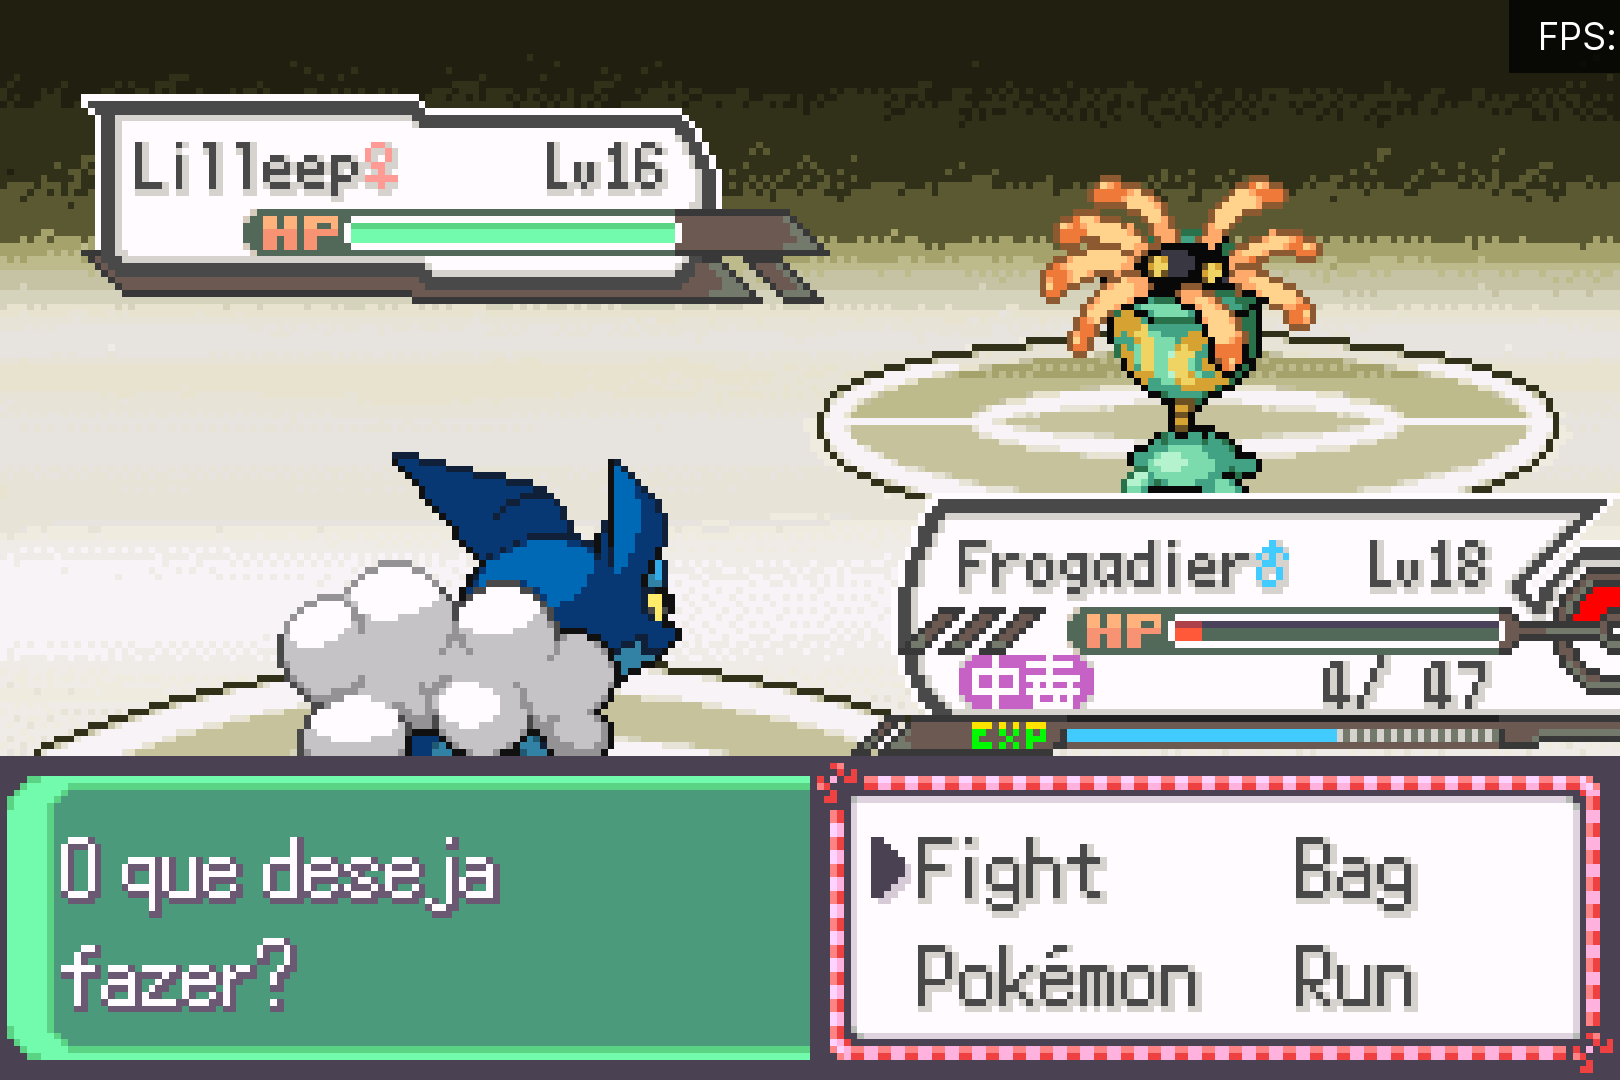 FPS:
Lilleep♀ Lv16
HP
Frogadier♂ Lv18
HP
4/ 47
EXP
O que deseja
fazer?
Fight Bag
Pokémon Run